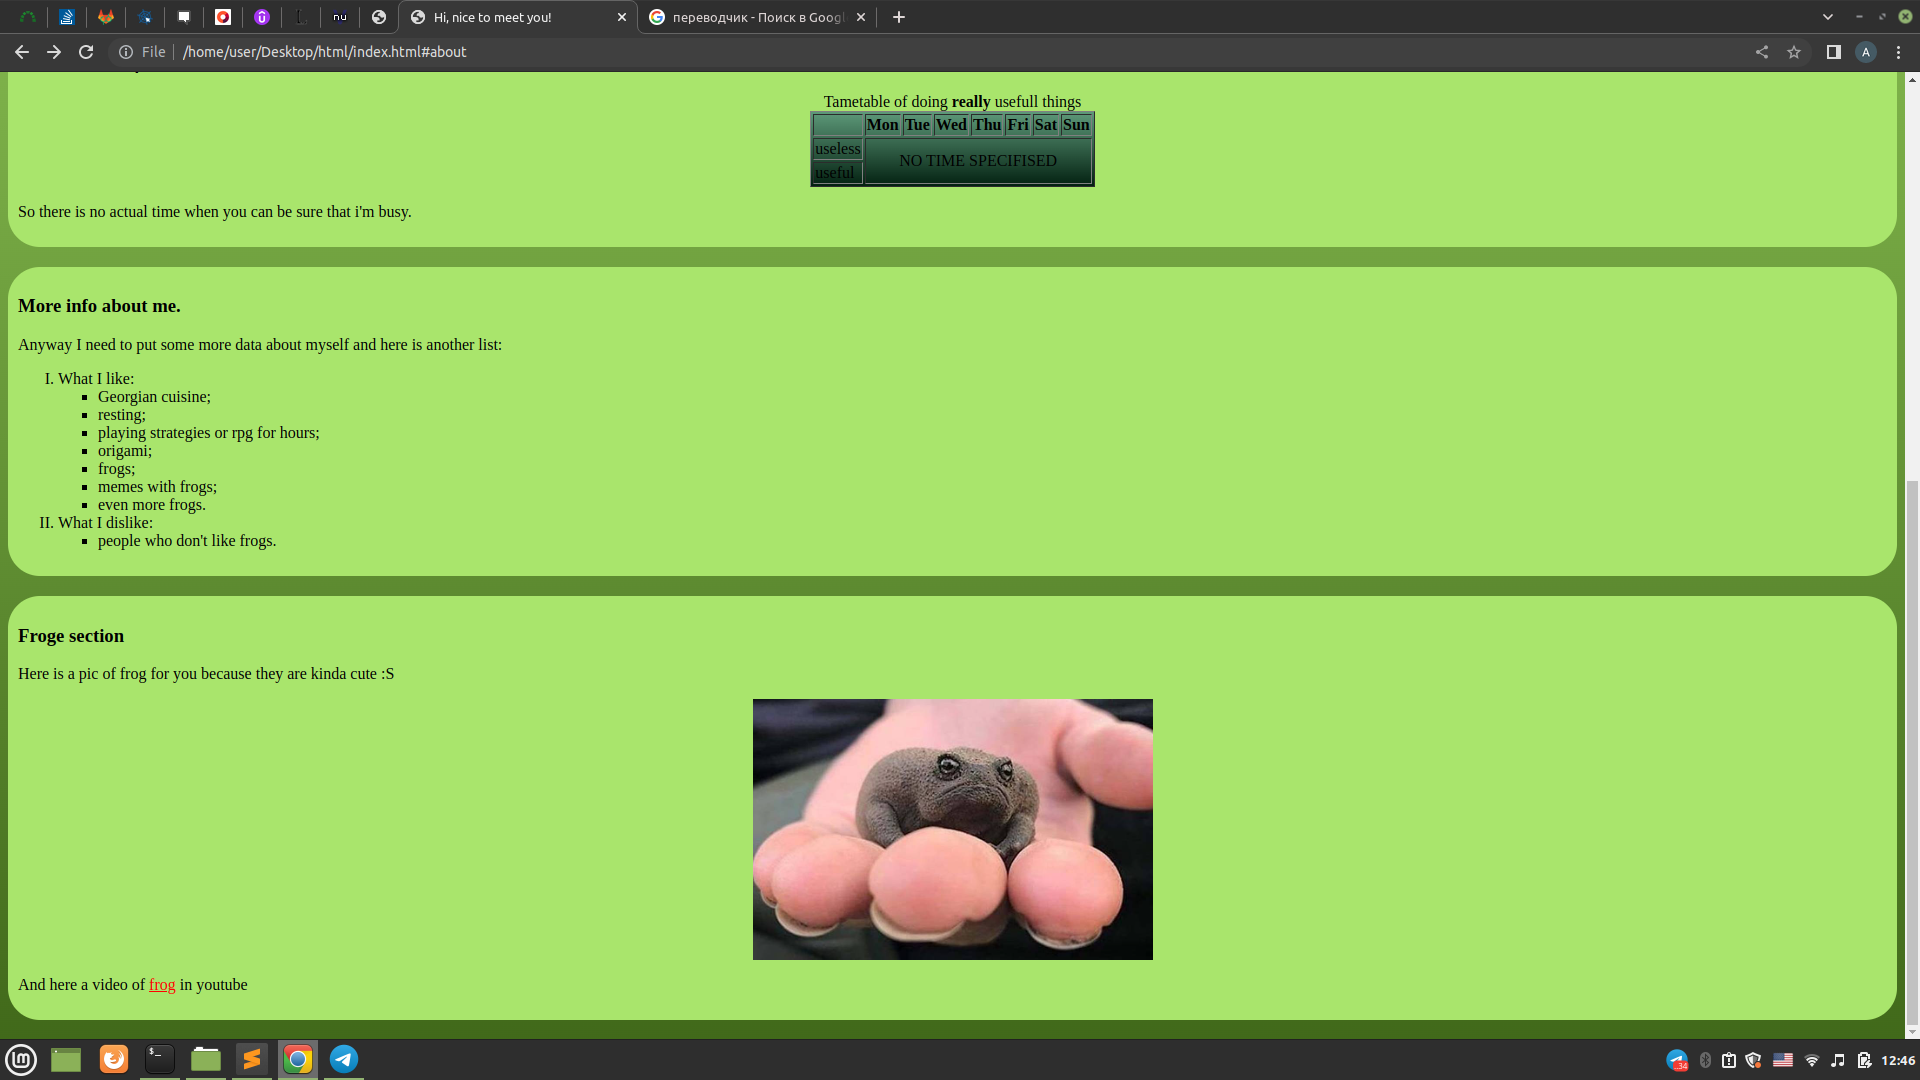 Hi, nice to meet you!
переводчик - Поиск в Googl
File
/home/user/Desktop/html/index.html#about
A
Tametable of doing really usefull things
Mon Tue Wed Thu Fri Sat Sun
useless
NO TIME SPECIFISED
useful
So there is no actual time when you can be sure that i'm busy.
More info about me.
Anyway I need to put some more data about myself and here is another list:
I. What I like:
Georgian cuisine;
resting;
playing strategies or rpg for hours;
origami;
frogs;
memes with frogs;
even more frogs.
II. What I dislike:
people who don't like frogs.
Froge section
Here is a pic of frog for you because they are kinda cute :S
And here a video of frog in youtube
34
12:46